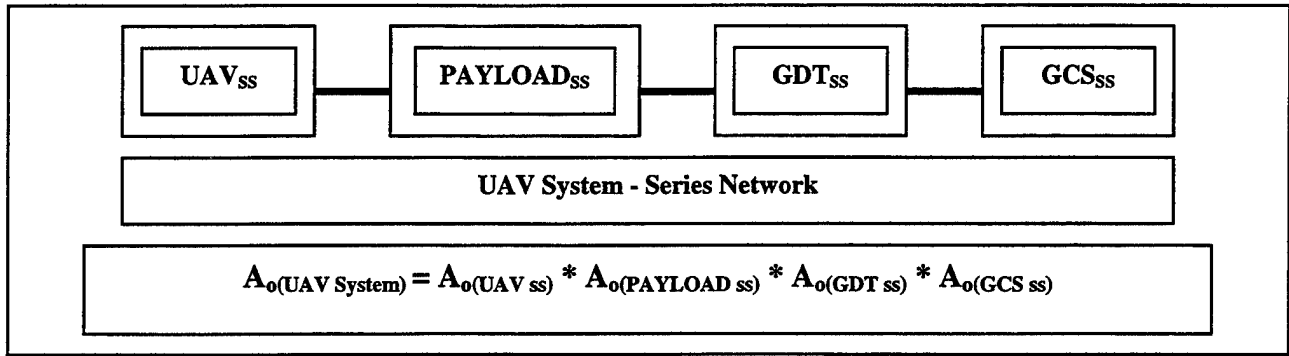 UAVSS PAYLOADSS GDTSS GCSSS
UAV System - Series Network
Ao(UAV System) = Ao(UAV ss) * Ao(PAYLOAD ss) * Ao(GDT ss) * Ao(GCS ss)